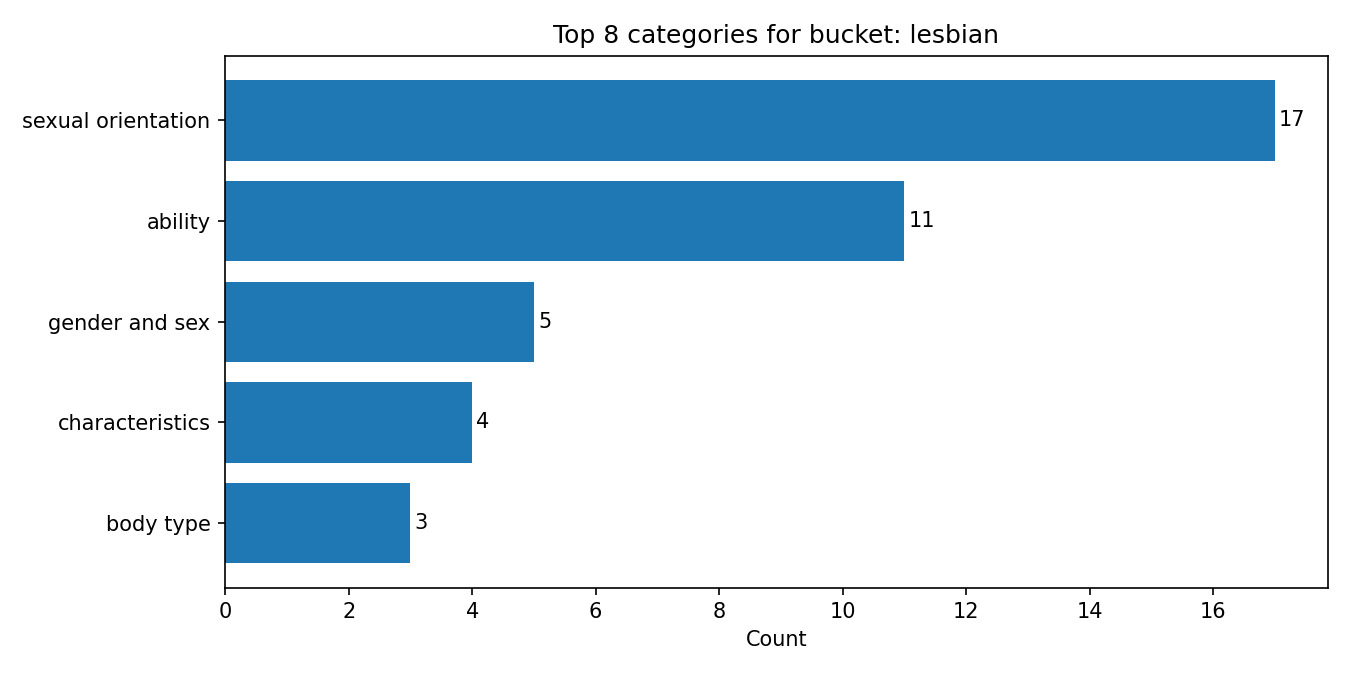 Top 8 categories for bucket: lesbian
sexual orientation
17
ability
11
gender and sex
5
characteristics
4
body type
3
0 2 4 6 8 10 12 14 16
Count